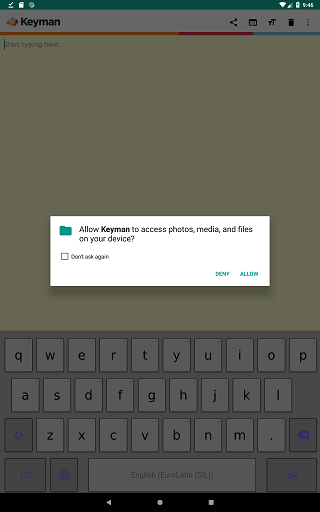 9:46
Keyman
Start typing here...
Allow Keyman to access photos, media, and files
on your device?
Don't ask again
DENY ALLOW
q w e r t y u i o p
a s d f g h j k l
z x c v b n m .
*123 English (EuroLatin (SIL))